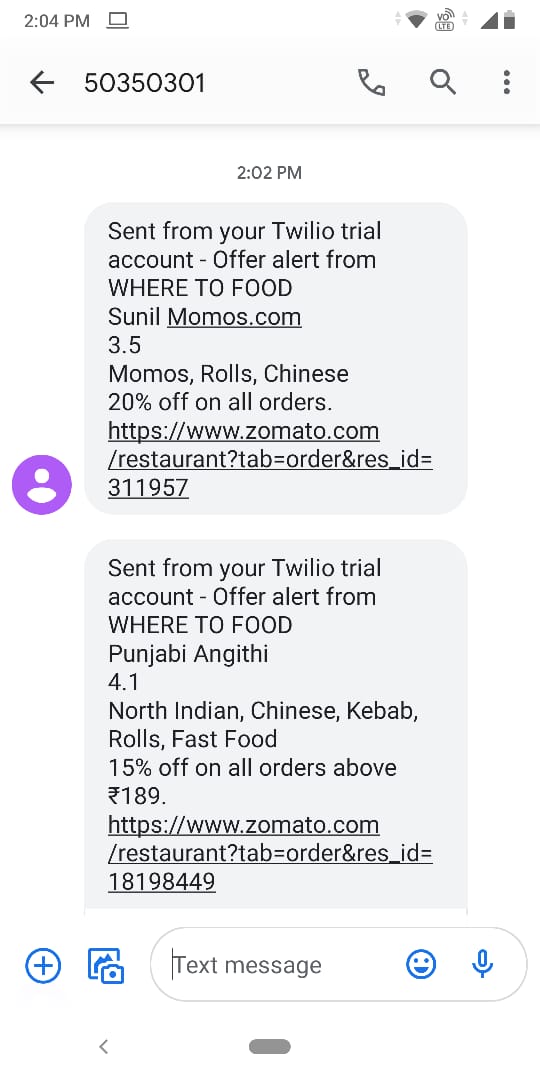 2:04 PM
VO
LTE
50350301
2:02 PM
Sent from your Twilio trial
account - Offer alert from
WHERE TO FOOD
Sunil Momos.com
3.5
Momos, Rolls, Chinese
20% off on all orders.
https://www.zomato.com
/restaurant?tab=order&res_id=
311957
Sent from your Twilio trial
account - Offer alert from
WHERE TO FOOD
Punjabi Angithi
4.1
North Indian, Chinese, Kebab,
Rolls, Fast Food
15% off on all orders above
₹189.
https://www.zomato.com
/restaurant?tab=order&res_id=
18198449
Text message